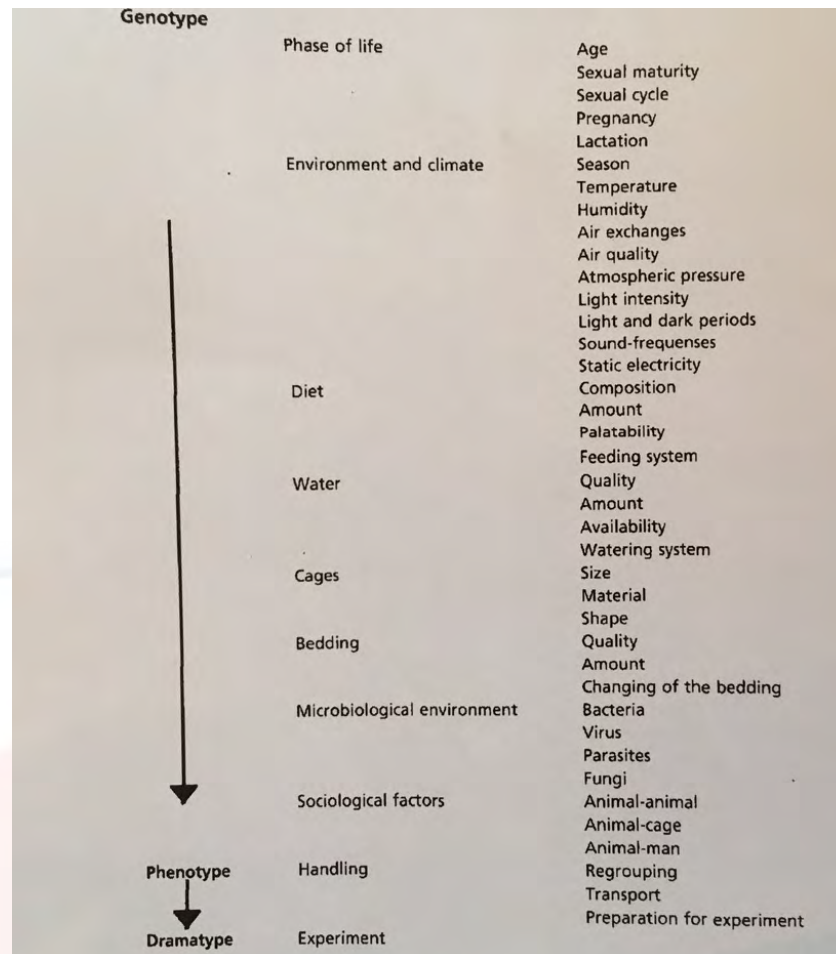 Genotype
Phase of life Age
Sexual maturity
Sexual cycle
Pregnancy
Lactation
Environment and climate Season
Temperature
Humidity
Air exchanges
Air quality
Atmospheric pressure
Light intensity
Light and dark periods
Sound-frequenses
Static electricity
Diet Composition
Amount
Palatability
Feeding system
Water Quality
Amount
Availability
Watering system
Cages Size
Material
Shape
Bedding Quality
Amount
Changing of the bedding
Microbiological environment Bacteria
Virus
Parasites
Fungi
Sociological factors Animal-animal
Animal-cage
Animal-man
Phenotype Handling Regrouping
Transport
Preparation for experiment
Dramatype Experiment